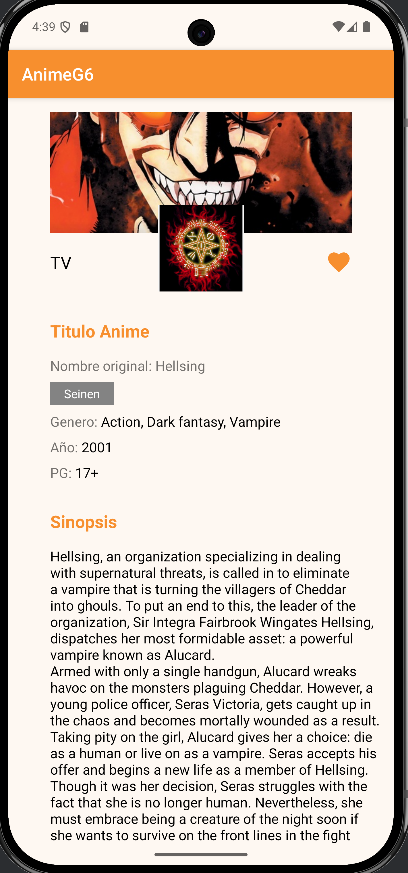 4:39
AnimeG6
TV
Titulo Anime
Nombre original: Hellsing
Seinen
Genero: Action, Dark fantasy, Vampire
Año: 2001
PG: 17+
Sinopsis
Hellsing, an organization specializing in dealing
with supernatural threats, is called in to eliminate
a vampire that is turning the villagers of Cheddar
into ghouls. To put an end to this, the leader of the
organization, Sir Integra Fairbrook Wingates Hellsing,
dispatches her most formidable asset: a powerful
vampire known as Alucard.
Armed with only a single handgun, Alucard wreaks
havoc on the monsters plaguing Cheddar. However, a
young police officer, Seras Victoria, gets caught up in
the chaos and becomes mortally wounded as a result.
Taking pity on the girl, Alucard gives her a choice: die
as a human or live on as a vampire. Seras accepts his
offer and begins a new life as a member of Hellsing.
Though it was her decision, Seras struggles with the
fact that she is no longer human. Nevertheless, she
must embrace being a creature of the night soon if
she wants to survive on the front lines in the fight